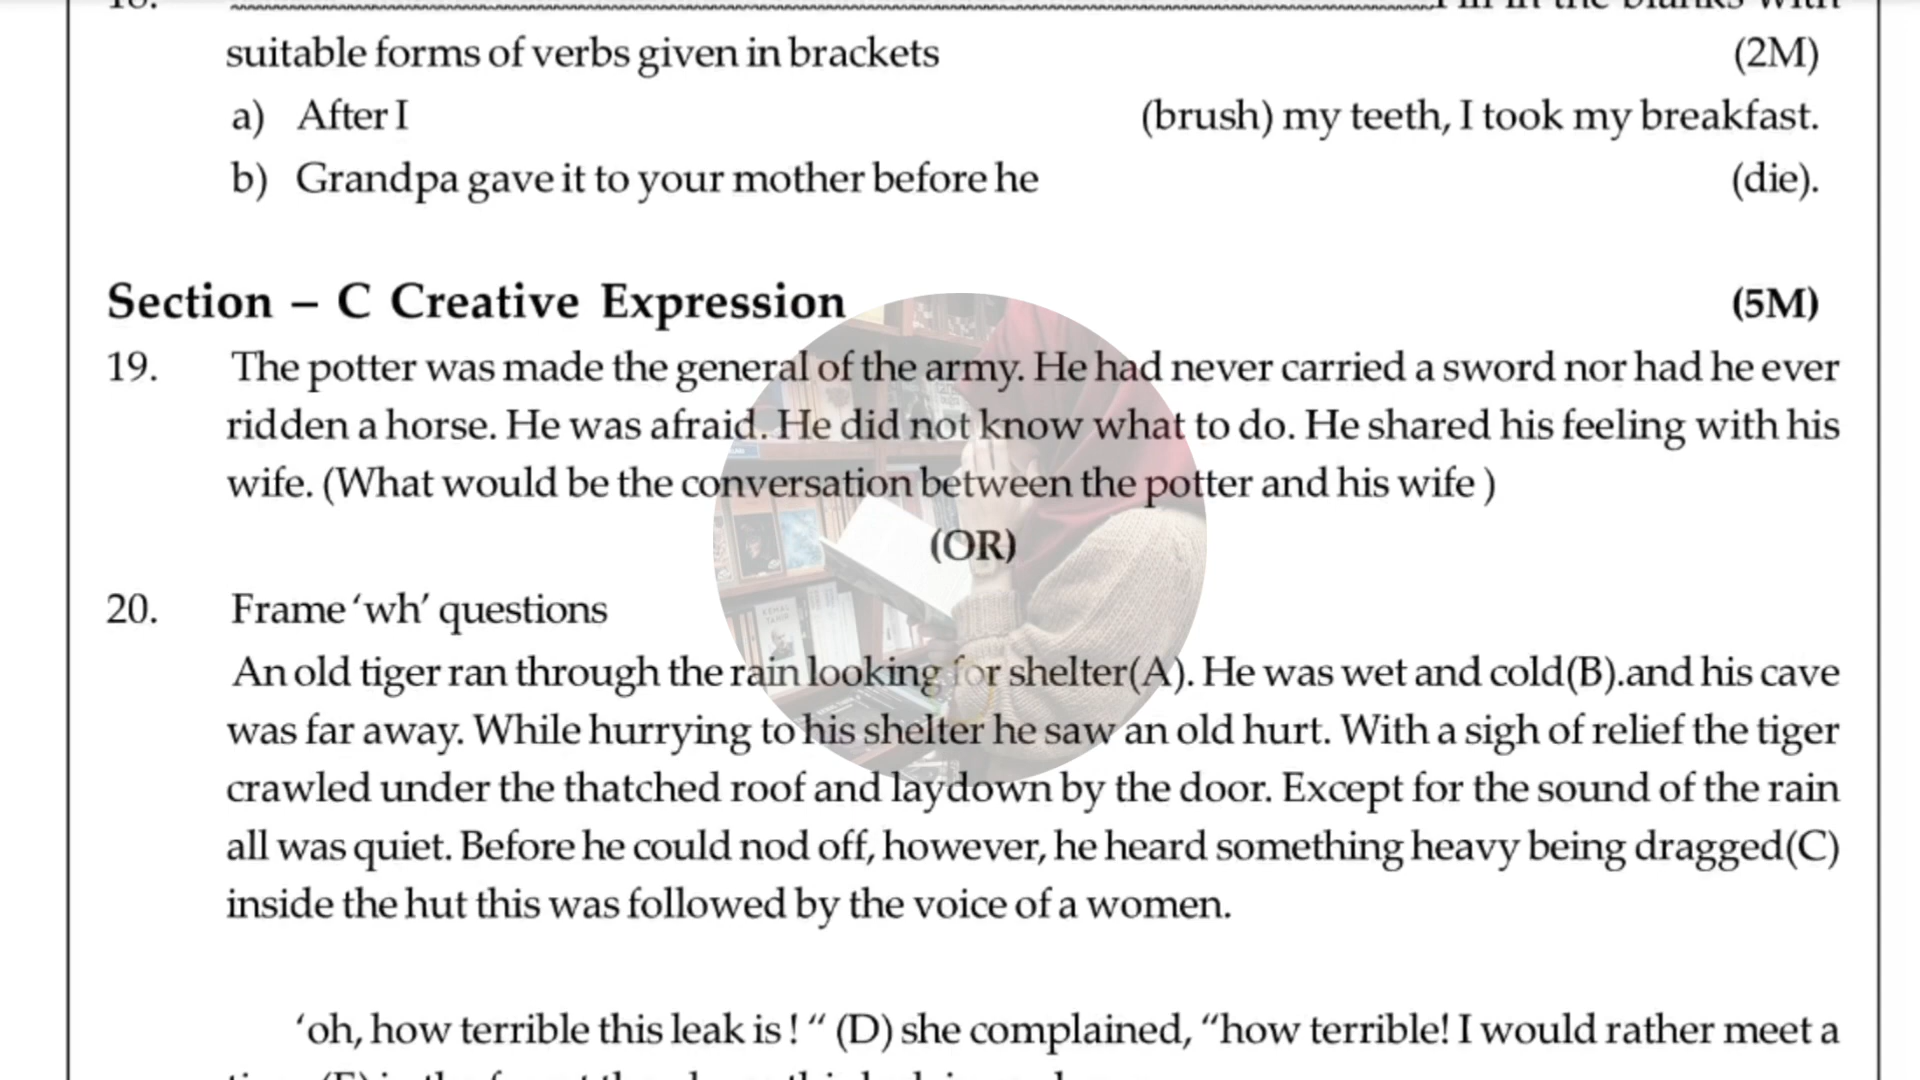 suitable forms of verbs given in brackets (2M)
a) After I (brush) my teeth, I took my breakfast.
b) Grandpa gave it to your mother before he (die).
Section – C Creative Expression (5M)
19. The potter was made the general of the army. He had never carried a sword nor had he ever
ridden a horse. He was afraid. He did not know what to do. He shared his feeling with his
wife. (What would be the conversation between the potter and his wife )
(OR)
20. Frame ‘wh’ questions
An old tiger ran through the rain looking for shelter(A). He was wet and cold(B).and his cave
was far away. While hurrying to his shelter he saw an old hurt. With a sigh of relief the tiger
crawled under the thatched roof and laydown by the door. Except for the sound of the rain
all was quiet. Before he could nod off, however, he heard something heavy being dragged(C)
inside the hut this was followed by the voice of a women.
‘oh, how terrible this leak is ! “ (D) she complained, “how terrible! I would rather meet a